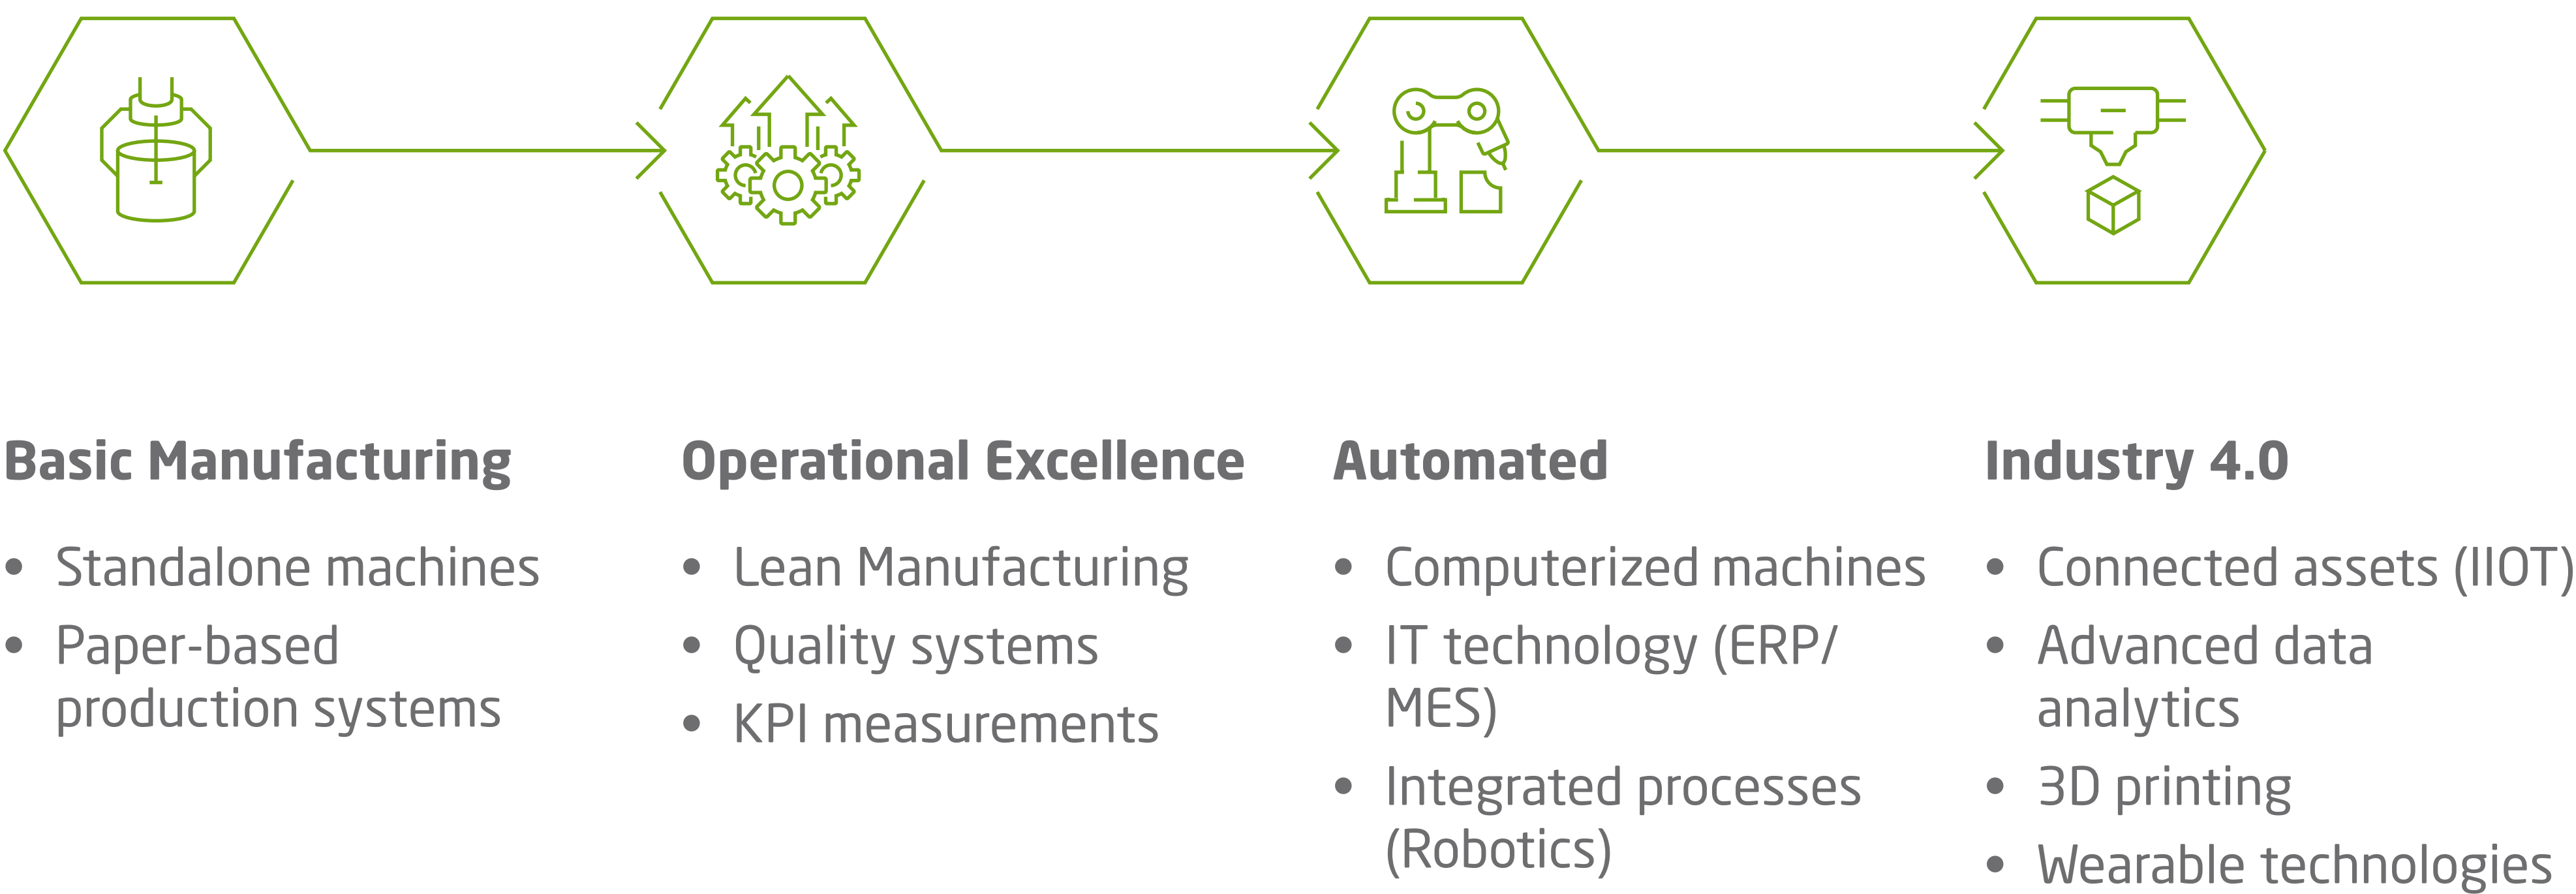 Basic Manufacturing
• Standalone machines
• Paper-based
production systems
Operational Excellence
• Lean Manufacturing
• Quality systems
• KPI measurements
Automated
• Computerized machines
• IT technology (ERP/
MES)
• Integrated processes
(Robotics)
Industry 4.0
• Connected assets (IIOT)
• Advanced data
analytics
• 3D printing
• Wearable technologies